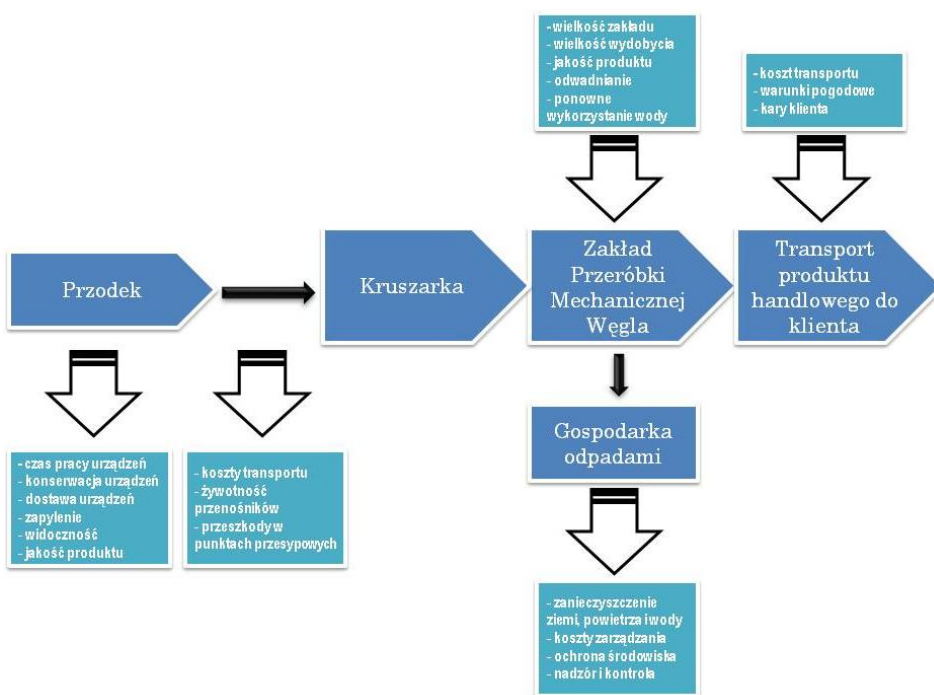 - wielkość zakładu
- wielkość wydobycia
- jakość produktu
- odwadnianie
- ponowne
wykorzystanie wody
- koszt transportu
- warunki pogodowe
- kary klienta
Przodek
Kruszarka
Zakład
Przeróbki
Mechanicznej
Węgla
Transport
produktu
handlowego do
klienta
- czas pracy urządzeń
- konserwacja urządzeń
- dostawa urządzeń
- zapylenie
- widoczność
- jakość produktu
- koszty transportu
- żywotność
przenośników
- przeszkody w
punktach przesypowych
Gospodarka
odpadami
- zanieczyszczenie
ziemi, powietrza i wody
- koszty zarządzania
- ochrona środowiska
- nadzór i kontrola